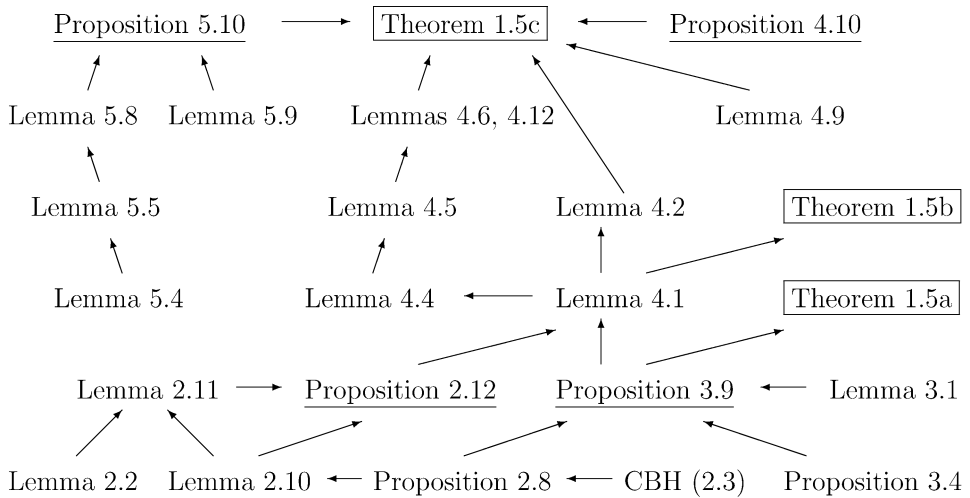 Proposition 5.10 Theorem 1.5c Proposition 4.10
Lemma 5.8 Lemma 5.9 Lemmas 4.6, 4.12 Lemma 4.9
Lemma 5.5 Lemma 4.5 Lemma 4.2 Theorem 1.5b
Lemma 5.4 Lemma 4.4 Lemma 4.1 Theorem 1.5a
Lemma 2.11 Proposition 2.12 Proposition 3.9 Lemma 3.1
Lemma 2.2 Lemma 2.10 Proposition 2.8 CBH (2.3) Proposition 3.4